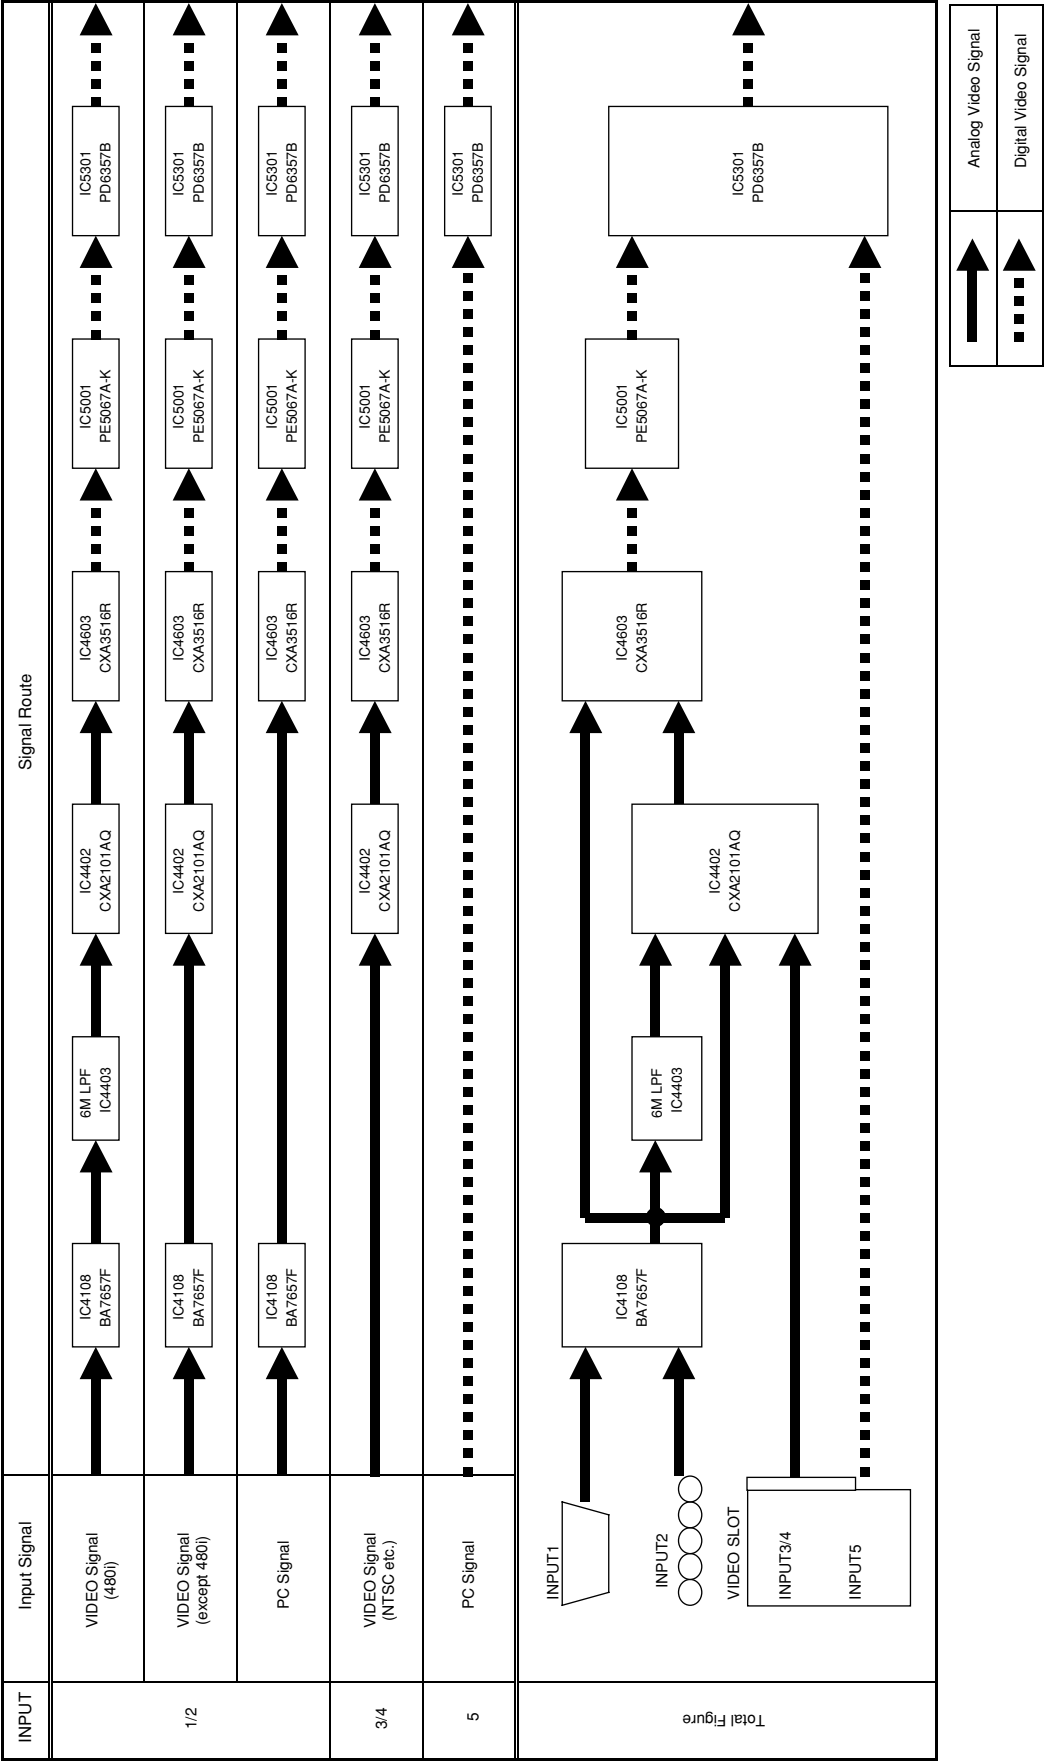 INPUT
Input Signal
Signal Route
1/2
VIDEO Signal
(480i)
IC4108
BA7657F
6M LPF
IC4403
IC4402
CXA2101AQ
IC4603
CXA3516R
IC5001
PE5067A-K
IC5301
PD6357B
VIDEO Signal
(except 480i)
IC4108
BA7657F
IC4402
CXA2101AQ
IC4603
CXA3516R
IC5001
PE5067A-K
IC5301
PD6357B
PC Signal
IC4108
BA7657F
IC4603
CXA3516R
IC5001
PE5067A-K
IC5301
PD6357B
3/4
VIDEO Signal
(NTSC etc.)
IC4402
CXA2101AQ
IC4603
CXA3516R
IC5001
PE5067A-K
IC5301
PD6357B
5
PC Signal
IC5301
PD6357B
Total Figure
INPUT1
INPUT2
VIDEO SLOT
INPUT3/4
INPUT5
IC4108
BA7657F
6M LPF
IC4403
IC4402
CXA2101AQ
IC4603
CXA3516R
IC5001
PE5067A-K
IC5301
PD6357B
Analog Video Signal
Digital Video Signal